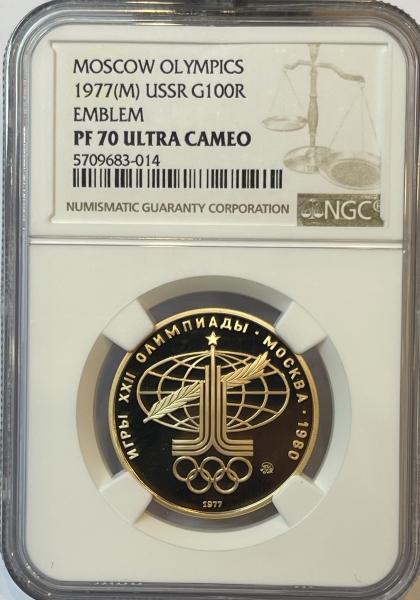 MOSCOW OLYMPICS
1977(M) USSR G100R
EMBLEM
PF 70 ULTRA CAMEO
5709683-014
NUMISMATIC GUARANTY CORPORATION
NGC
ИГРЫ XXII ОЛИМПИАДЫ · МОСКВА · 1980
1977